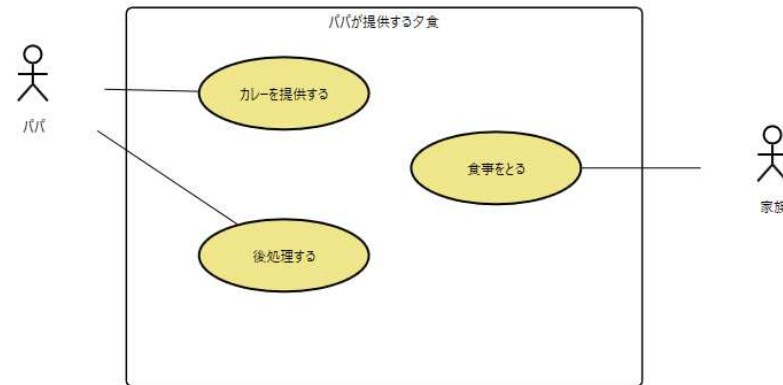 パパが提供する夕食
カレーを提供する
パパ
食事をとる
家族
後処理する